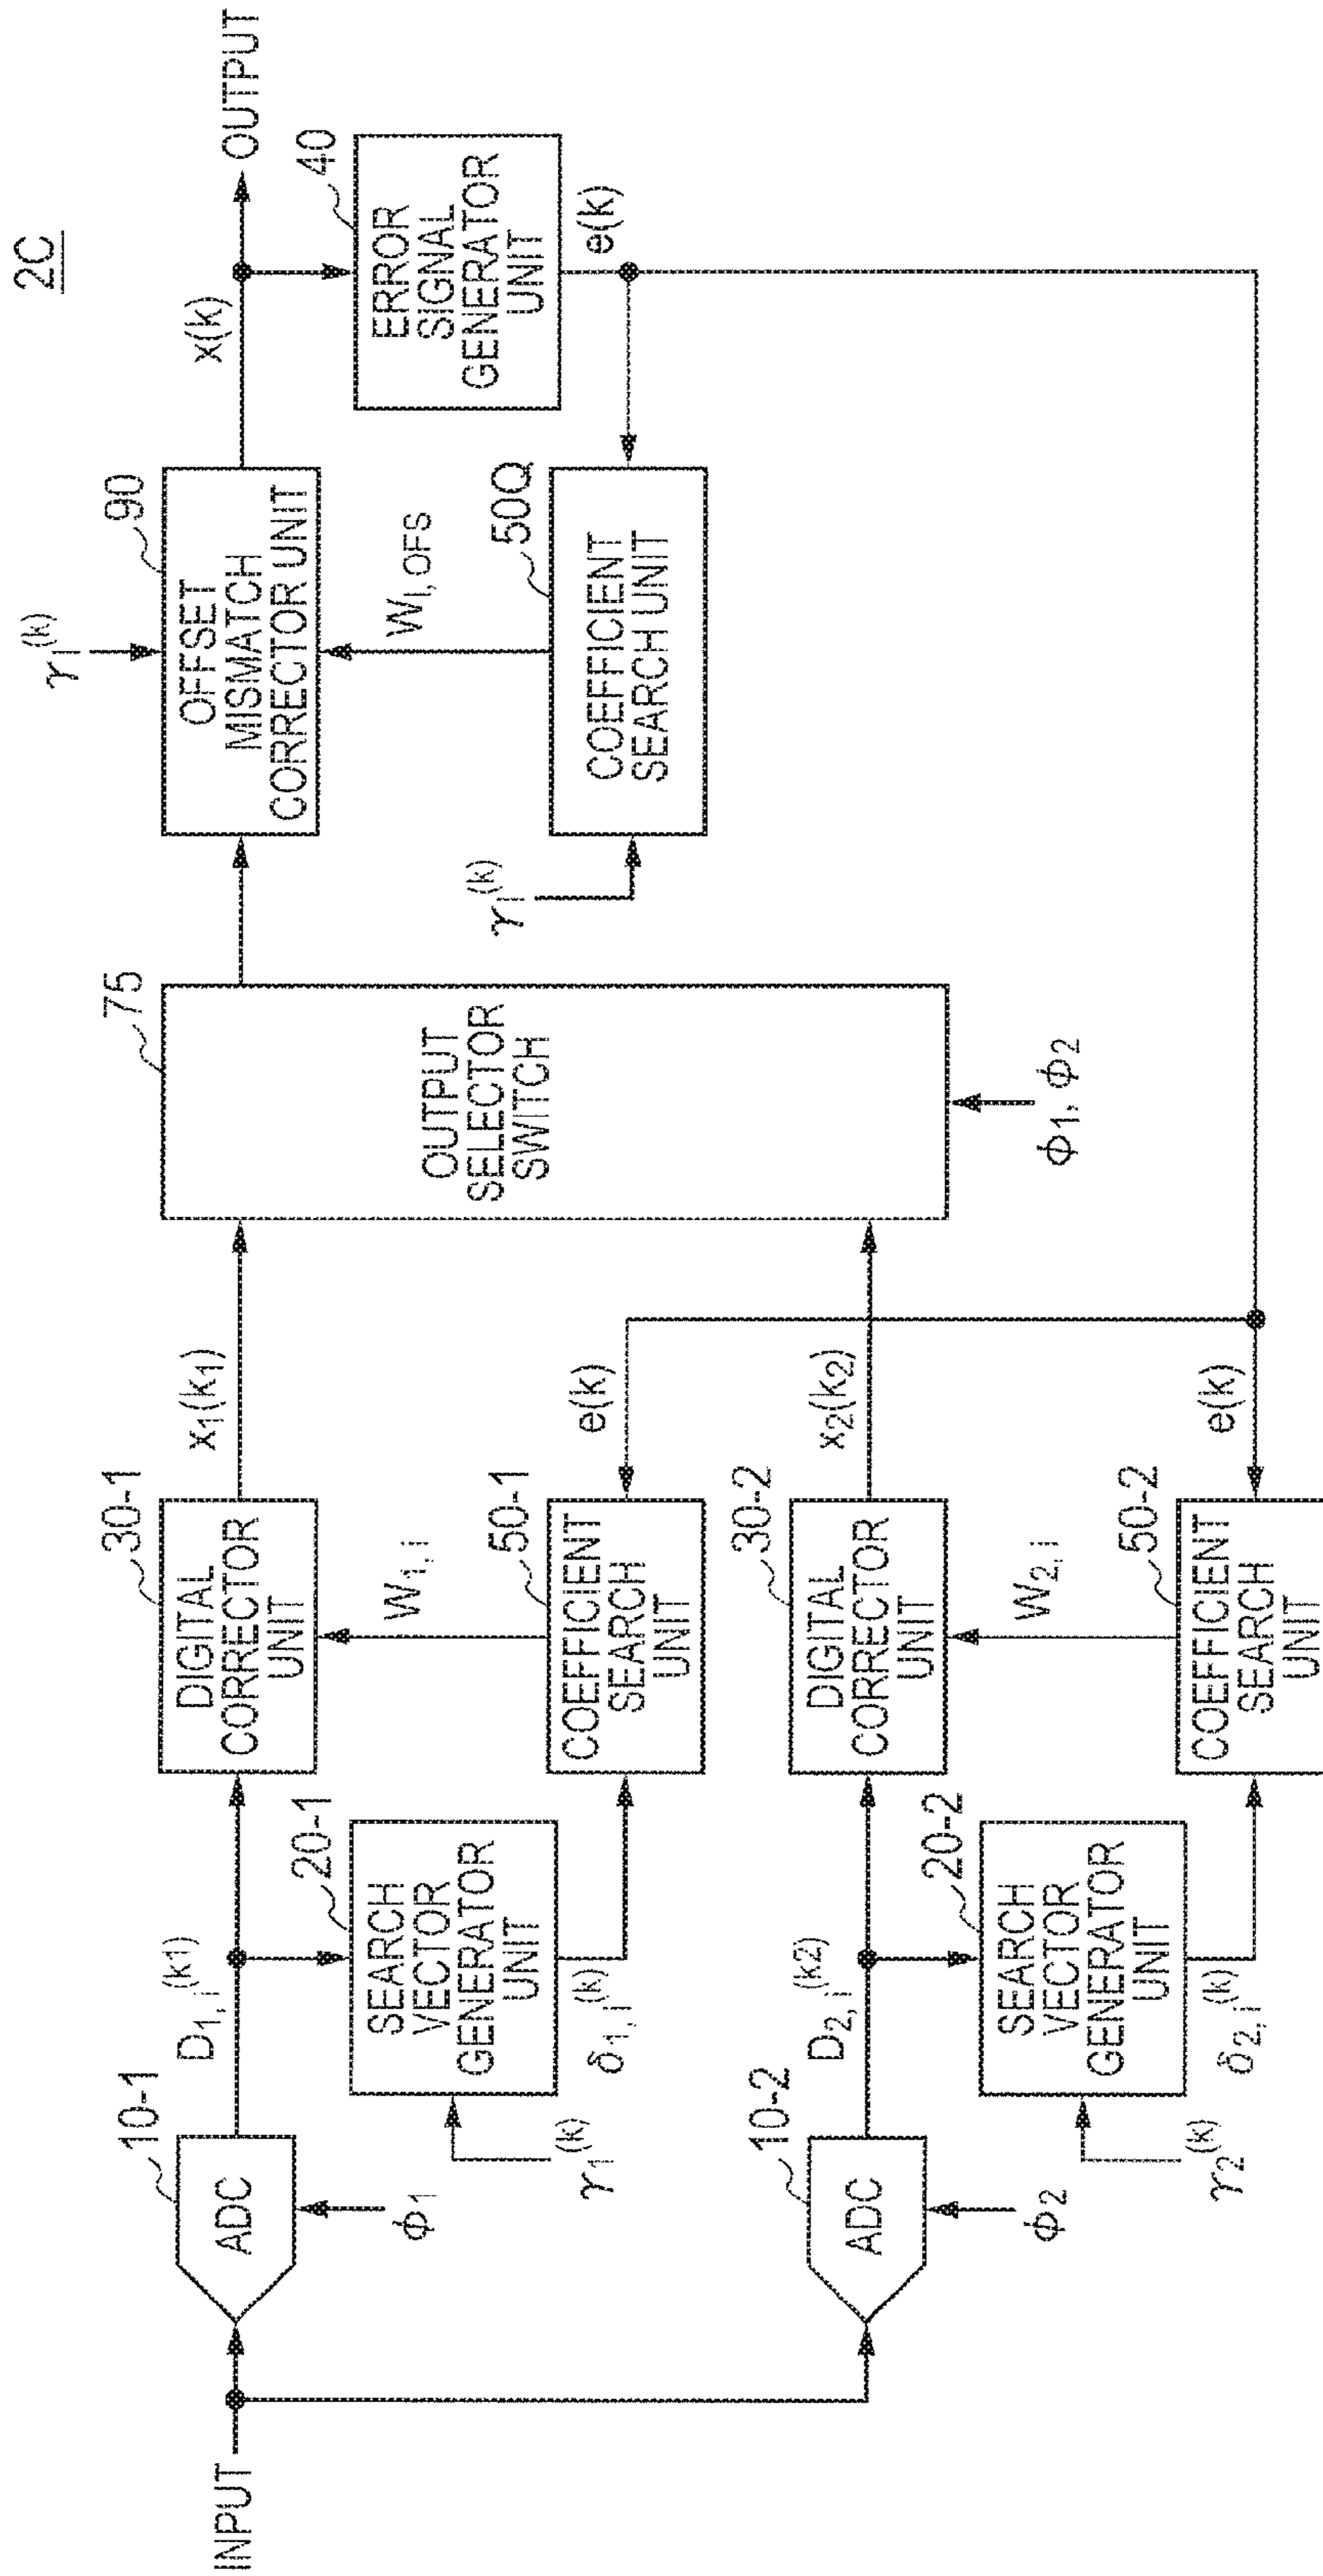 2C
INPUT
10-1
ADC
ϕ1
D1, i(k1)
20-1
SEARCH
VECTOR
GENERATOR
UNIT
γ1(k)
δ1, i(k)
30-1
DIGITAL
CORRECTOR
UNIT
W1, i
50-1
COEFFICIENT
SEARCH
UNIT
x1(k1)
e(k)
10-2
ADC
ϕ2
D2, i(k2)
20-2
SEARCH
VECTOR
GENERATOR
UNIT
γ2(k)
δ2, i(k)
30-2
DIGITAL
CORRECTOR
UNIT
W2, i
50-2
COEFFICIENT
SEARCH
UNIT
x2(k2)
e(k)
75
OUTPUT
SELECTOR
SWITCH
ϕ1, ϕ2
γl(k)
90
OFFSET
MISMATCH
CORRECTOR UNIT
Wl, OFS
50Q
COEFFICIENT
SEARCH UNIT
γl(k)
x(k)
OUTPUT
40
ERROR
SIGNAL
GENERATOR
UNIT
e(k)